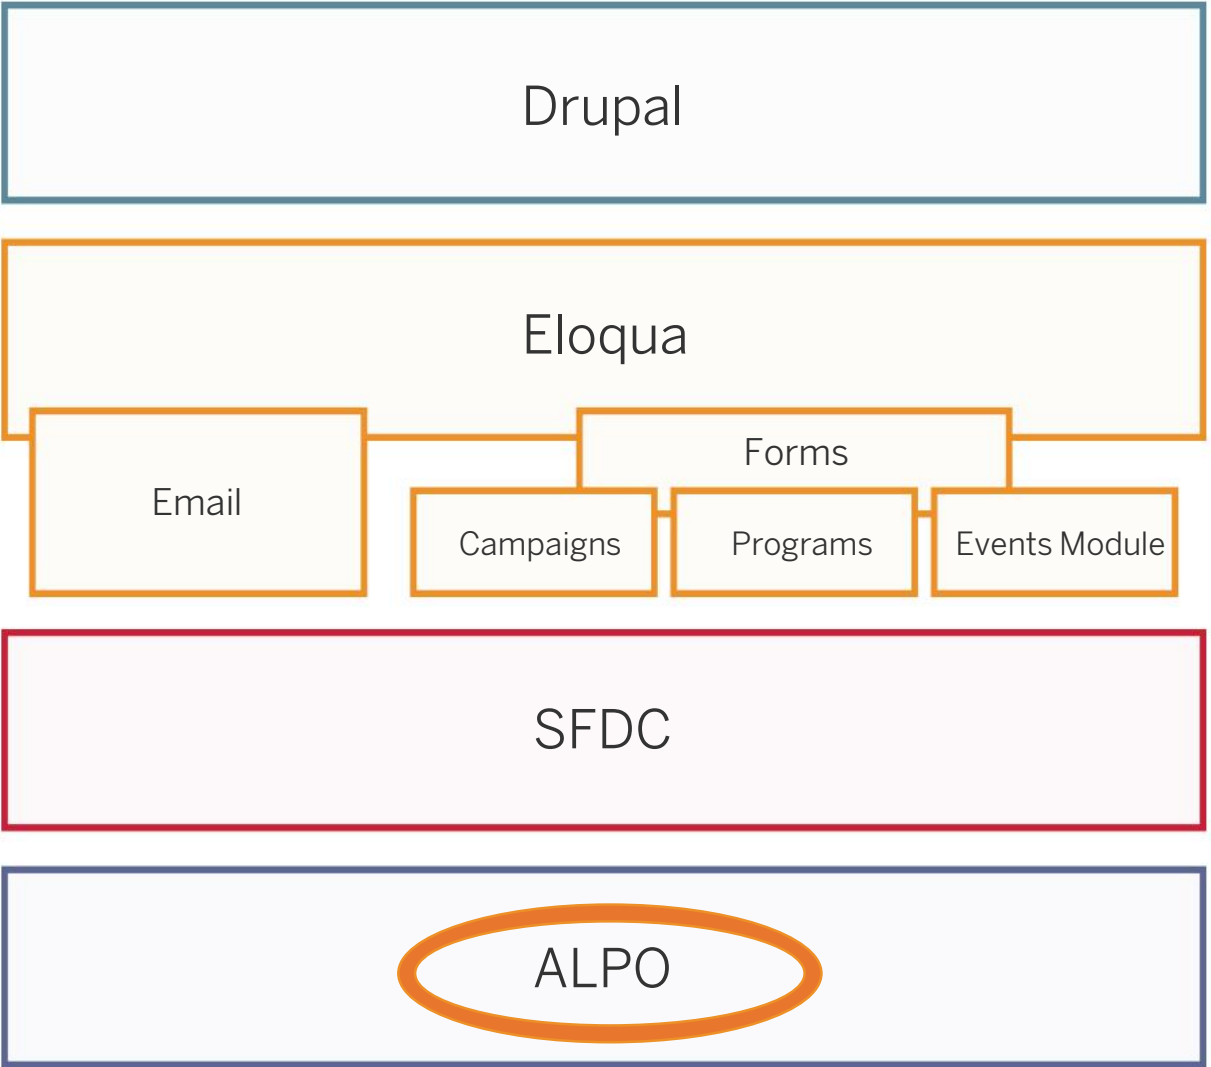 Drupal
Eloqua
Email
Forms
Campaigns
Programs
Events Module
SFDC
ALPO